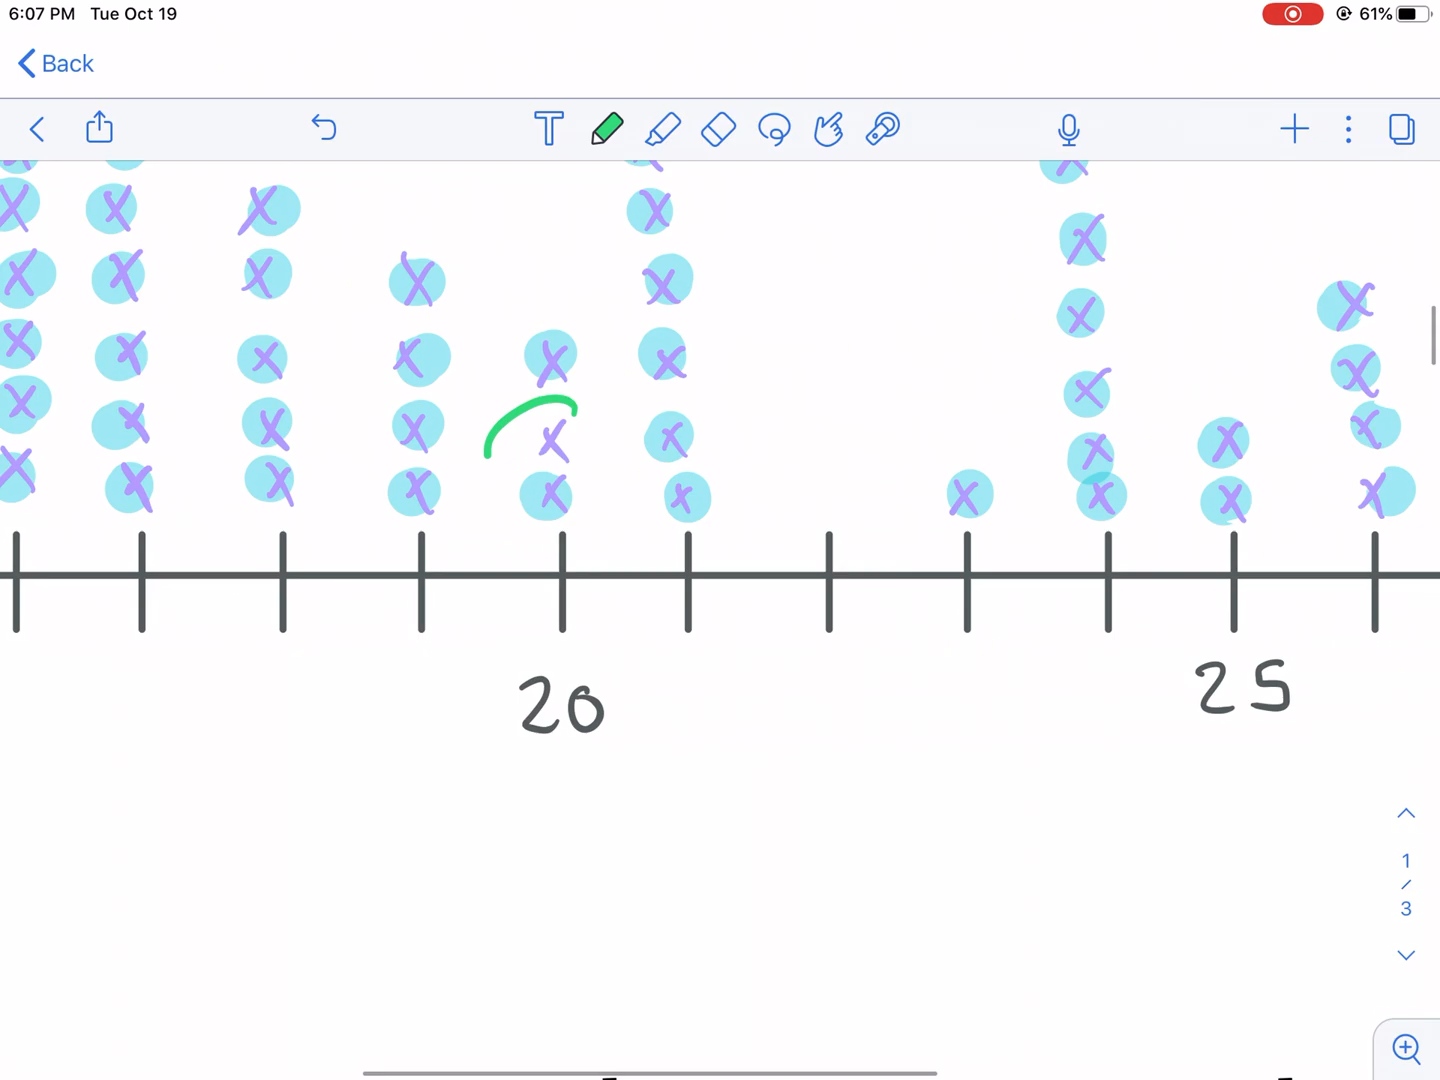 6:07 PM Tue Oct 19 61%
Back
T
X X X
X X X X X
X X X X X X X
X X X X X X X X
X X X X X X X X X
X X X X X X X X X X
20 25
1
/
3